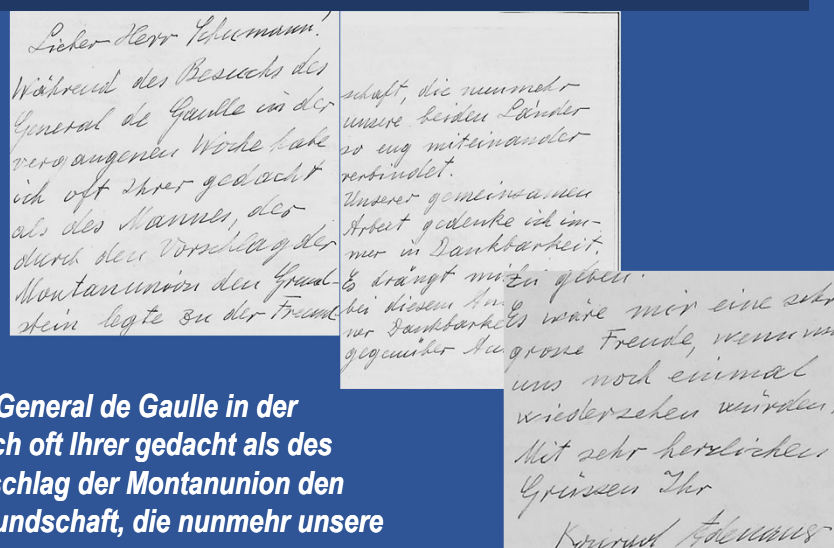 Lieber Herr Schumann!
Während des Besuchs des
General de Gaulle in der
vergangenen Woche habe
ich oft Ihrer gedacht
als des Mannes, der
durch den Vorschlag der
Montanunion den Grund-
stein legte zu der Freund-
schaft, die nunmehr
unsere beiden Länder
so eng miteinander
verbindet.
Unserer gemeinsamen
Arbeit gedenke ich im-
mer in Dankbarkeit.
Es drängt mi
bei diesem An
ner Dankbarke
gegenüber Au
zu geben.
Es wäre mir eine sehr
grosse Freude, wenn wir
uns noch einmal
wiedersehen würden.
Mit sehr herzlichen
Grüssen Ihr
Konrad Adenauer
General de Gaulle in der
ch oft Ihrer gedacht als des
schlag der Montanunion den
undschaft, die nunmehr unsere